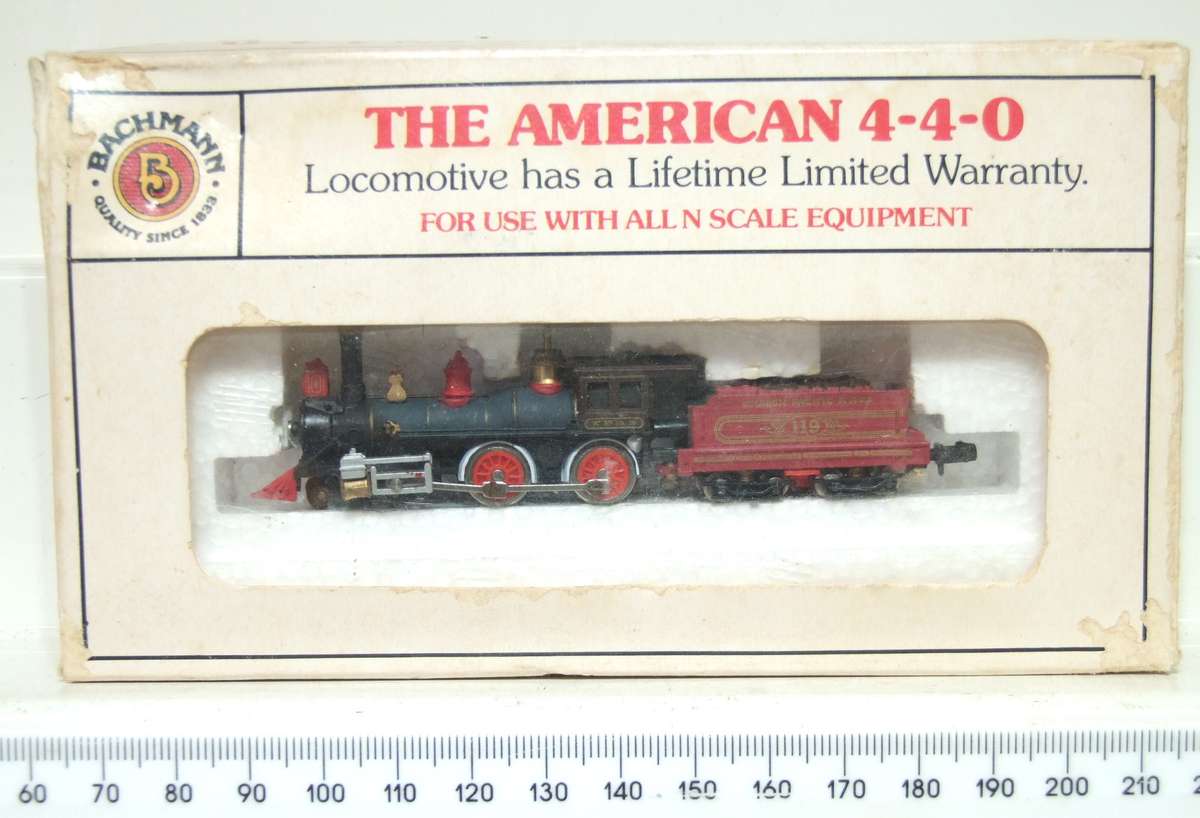 BACHMANN
B
QUALITY SINCE 1833
THE AMERICAN 4-4-0
Locomotive has a Lifetime Limited Warranty.
FOR USE WITH ALL N SCALE EQUIPMENT
119
60 70 80 90 100 110 120 130 140 150 160 170 180 190 200 210